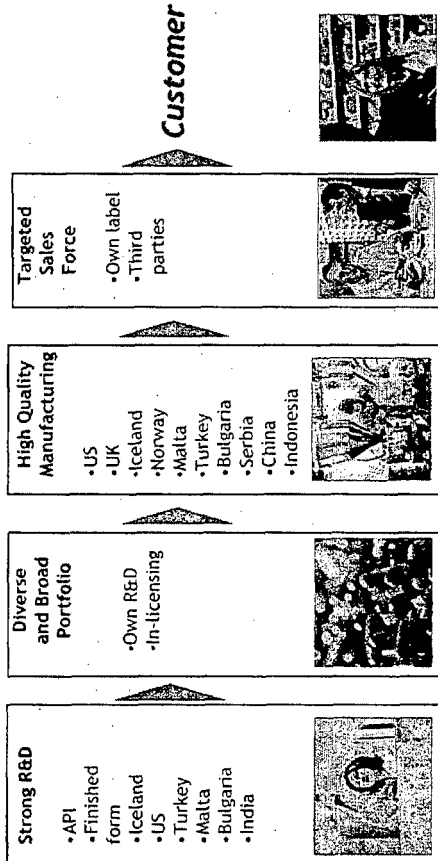 Strong R&D
•API
•Finished
form
•Iceland
•US
•Turkey
•Malta
•Bulgaria
•India
Diverse
and Broad
Portfolio
•Own R&D
•In-licensing
High Quality
Manufacturing
•US
•UK
•Iceland
•Norway
•Malta
•Turkey
•Bulgaria
•Serbia
•China
•Indonesia
Targeted
Sales
Force
•Own label
•Third
parties
Customer